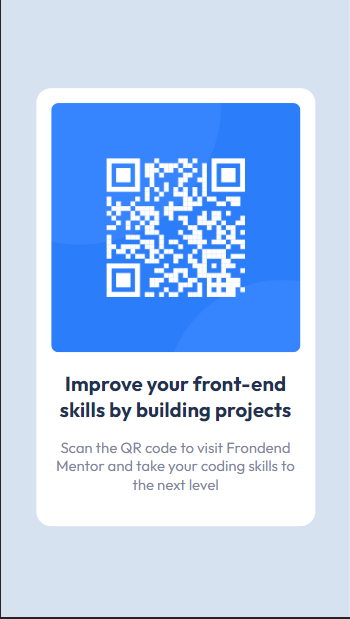 Improve your front-end
skills by building projects
Scan the QR code to visit Frondend
Mentor and take your coding skills to
the next level